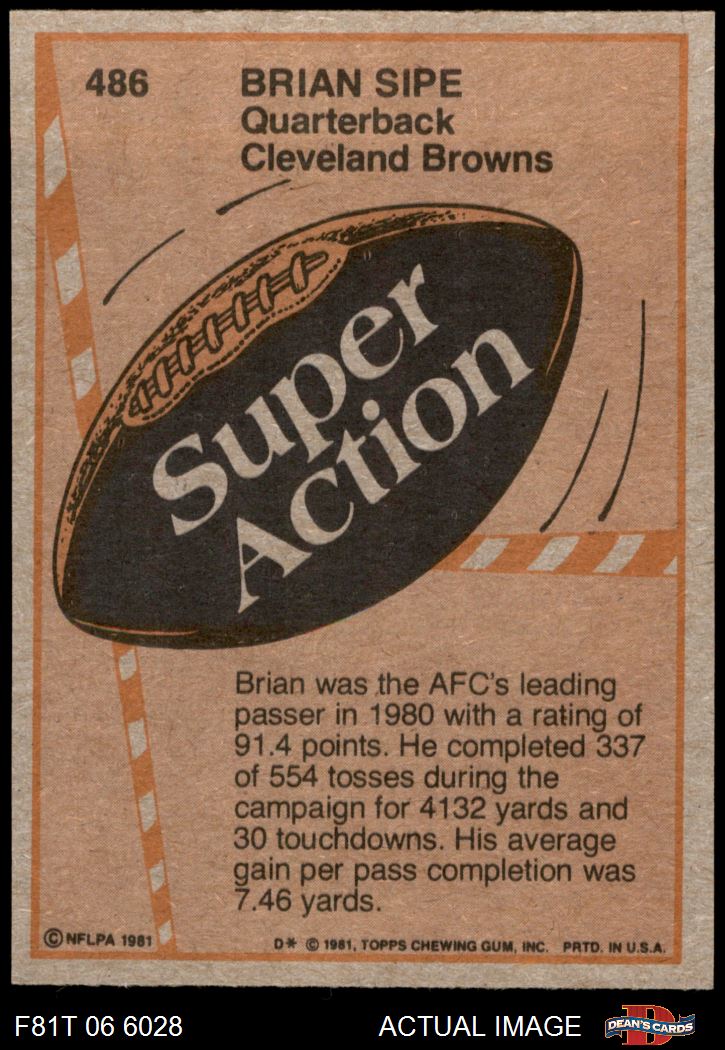 486
BRIAN SIPE
Quarterback
Cleveland Browns
Super
Action
Brian was the AFC's leading
passer in 1980 with a rating of
91.4 points. He completed 337
of 554 tosses during the
campaign for 4132 yards and
30 touchdowns. His average
gain per pass completion was
7.46 yards.
© NFLPA 1981
D* © 1981, TOPPS CHEWING GUM, INC. PRTD. IN U.S.A.
F81T 06 6028
ACTUAL IMAGE
D
DEAN'S CARDS